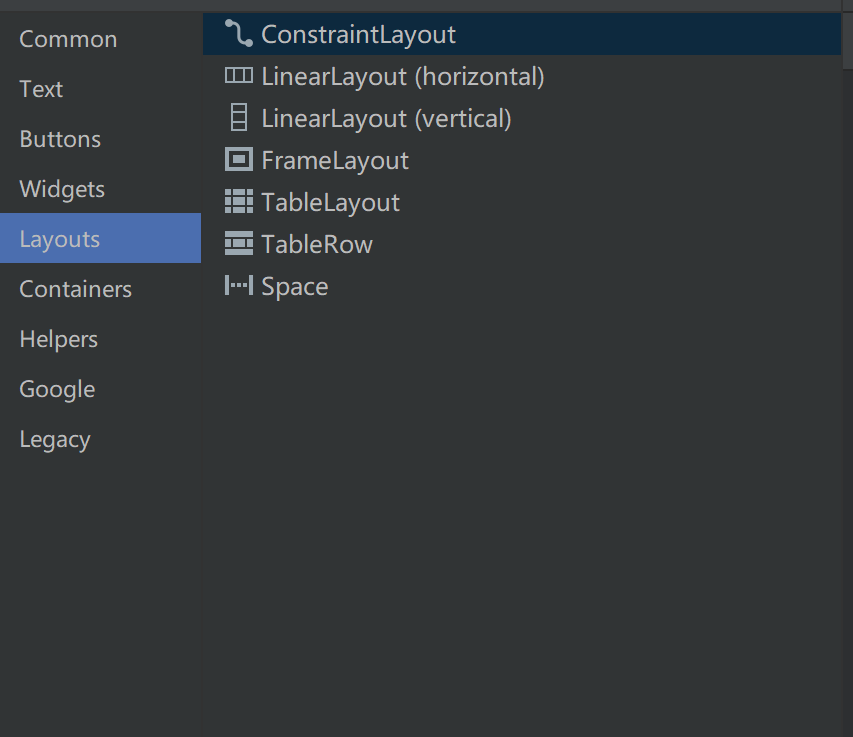 Common
Text
Buttons
Widgets
Layouts
Containers
Helpers
Google
Legacy
ConstraintLayout
LinearLayout (horizontal)
LinearLayout (vertical)
FrameLayout
TableLayout
TableRow
Space